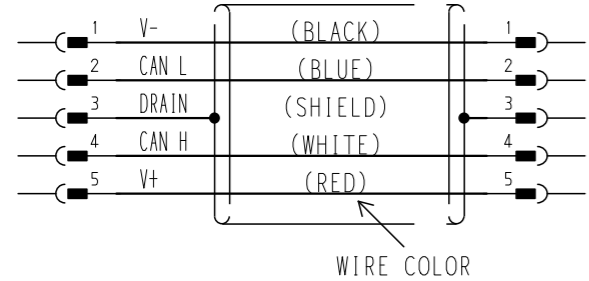 1 V- (BLACK) 1
2 CAN L (BLUE) 2
3 DRAIN (SHIELD) 3
4 CAN H (WHITE) 4
5 V+ (RED) 5
WIRE COLOR